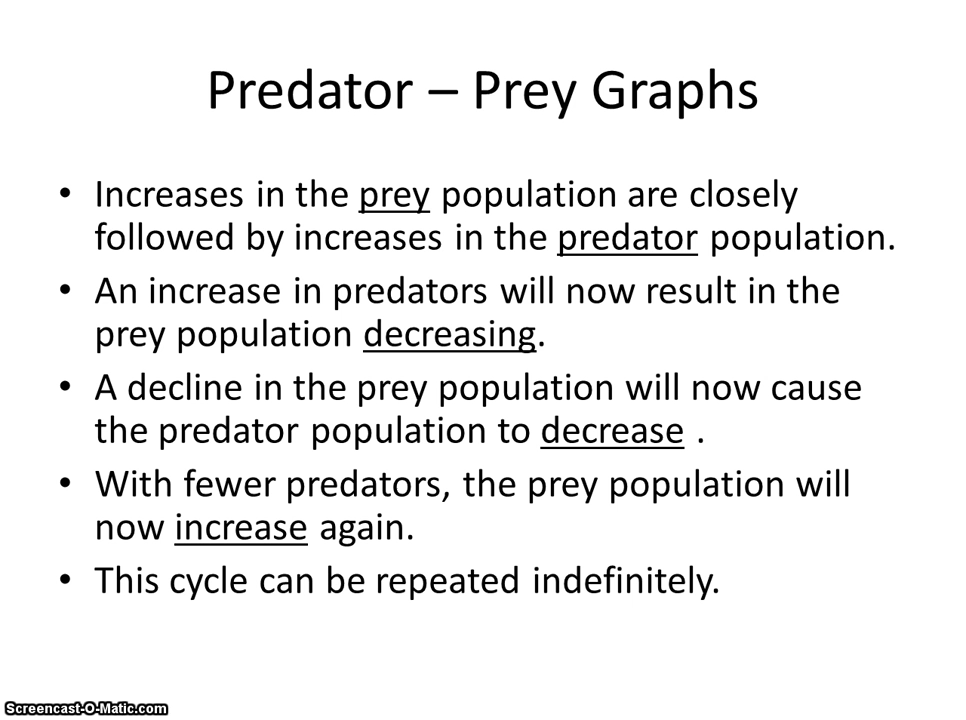 Predator – Prey Graphs
• Increases in the prey population are closely
followed by increases in the predator population.
• An increase in predators will now result in the
prey population decreasing.
• A decline in the prey population will now cause
the predator population to decrease .
• With fewer predators, the prey population will
now increase again.
• This cycle can be repeated indefinitely.
Screencast-O-Matic.com